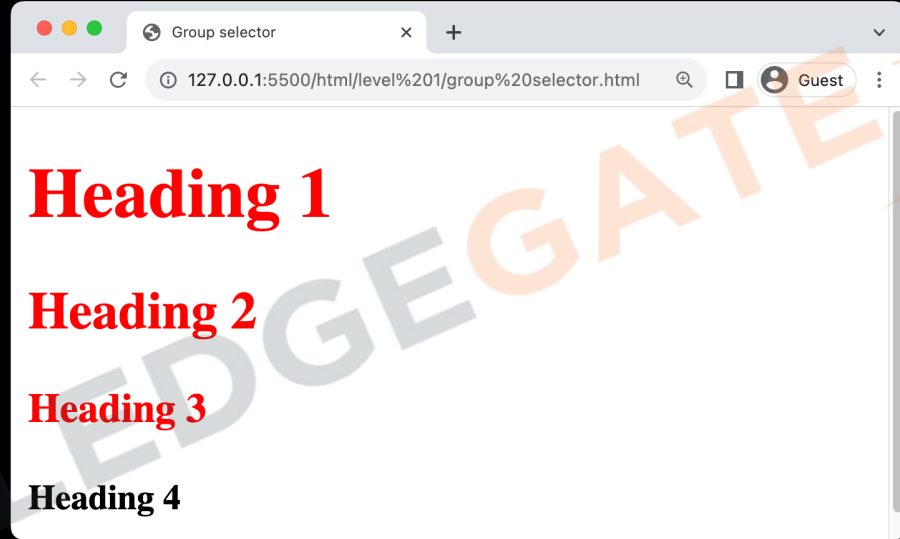 Group selector
127.0.0.1:5500/html/level%201/group%20selector.html
Guest
Heading 1
Heading 2
Heading 3
Heading 4
LEDGEGATE